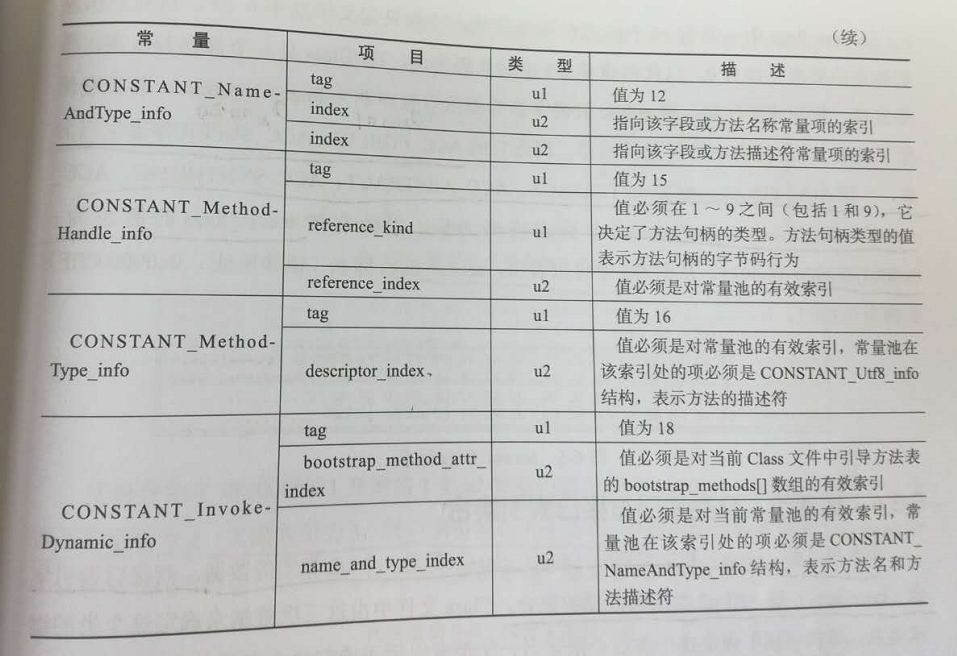 （续）
常 量 项 目 类 型 描 述
CONSTANT_Name-
AndType_info
tag u1 值为 12
index u2 指向该字段或方法名称常量项的索引
index u2 指向该字段或方法描述符常量项的索引
CONSTANT_Method-
Handle_info
tag u1 值为 15
reference_kind u1 值必须在 1～9 之间（包括 1 和 9），它
决定了方法句柄的类型。方法句柄类型的值
表示方法句柄的字节码行为
reference_index u2 值必须是对常量池的有效索引
CONSTANT_Method-
Type_info
tag u1 值为 16
descriptor_index u2 值必须是对常量池的有效索引，常量池在
该索引处的项必须是 CONSTANT_Utf8_info
结构，表示方法的描述符
CONSTANT_Invoke-
Dynamic_info
tag u1 值为 18
bootstrap_method_attr_
index u2 值必须是对当前 Class 文件中引导方法表
的 bootstrap_methods[] 数组的有效索引
name_and_type_index u2 值必须是对当前常量池的有效索引，常
量池在该索引处的项必须是 CONSTANT_
NameAndType_info 结构，表示方法名和方
法描述符